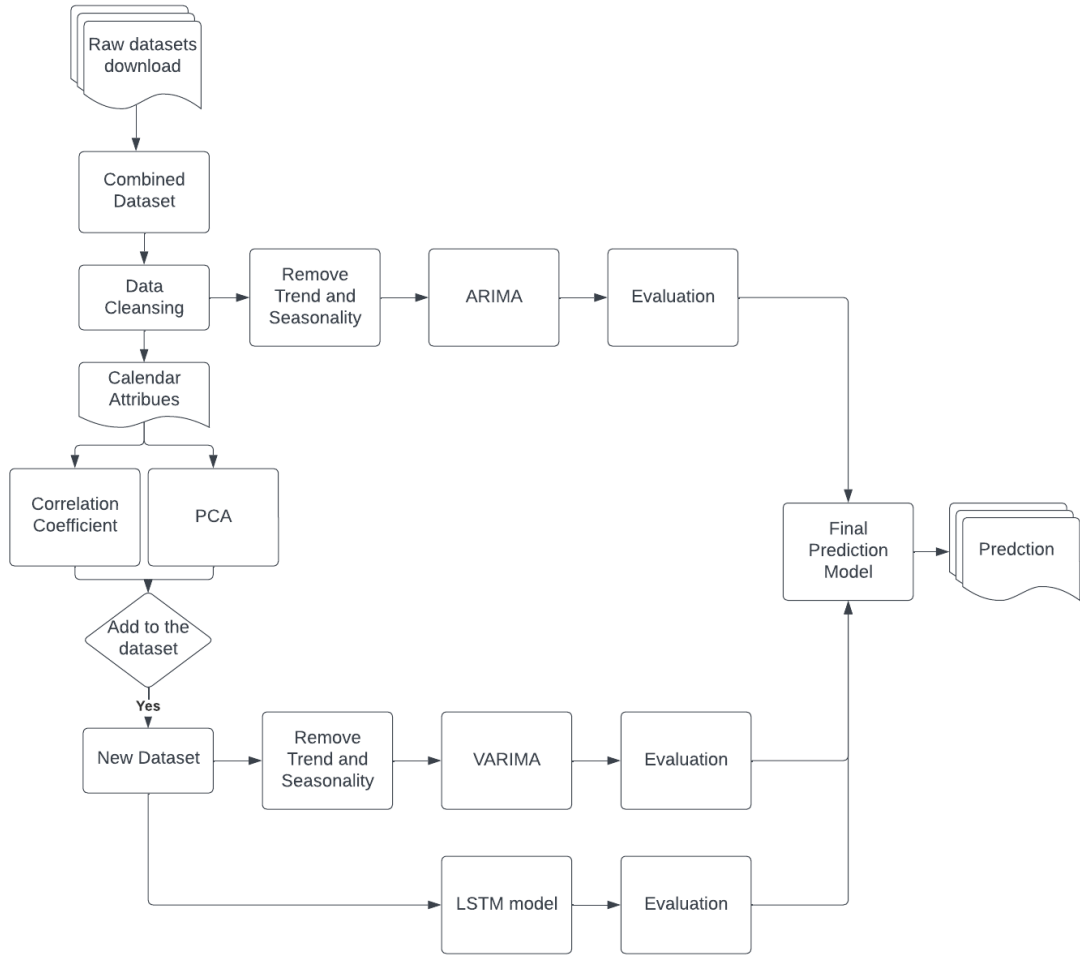 Raw datasets
download
Combined
Dataset
Data
Cleansing
Remove
Trend and
Seasonality
ARIMA
Evaluation
Calendar
Attribues
Correlation
Coefficient
PCA
Final
Prediction
Model
Predction
Add to the
dataset
Yes
New Dataset
Remove
Trend and
Seasonality
VARIMA
Evaluation
LSTM model
Evaluation